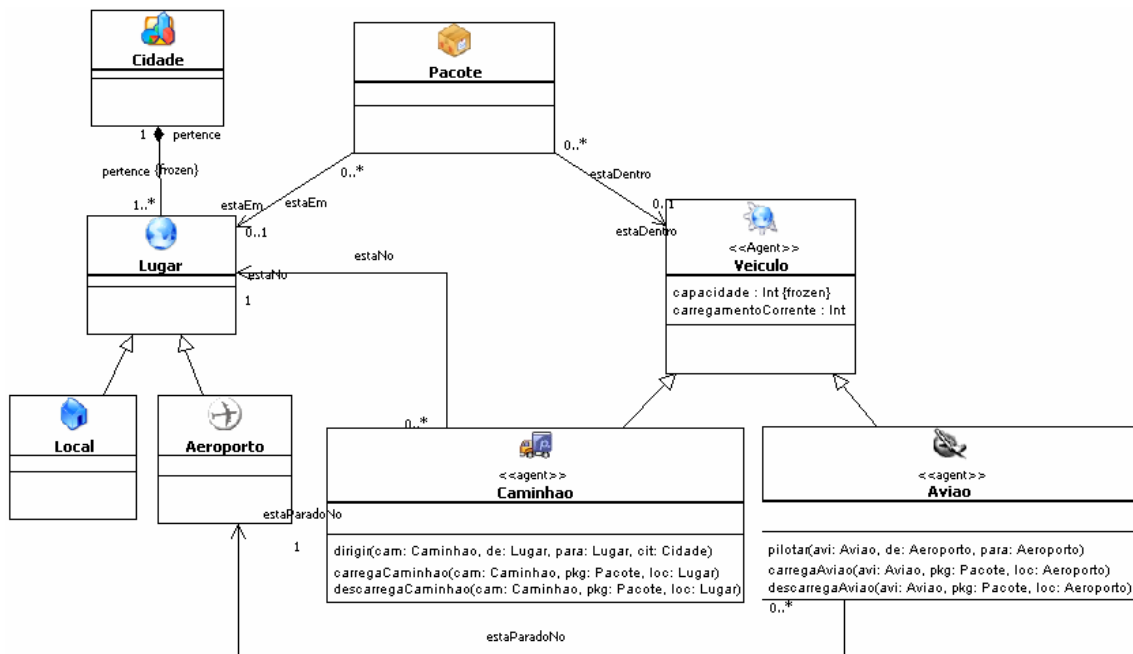 Cidade
Pacote
1
pertence
pertence {frozen}
1..*
0..*
0..*
estaEm
estaEm
0..1
estaDentro
0..1
estaDentro
Lugar
estaNo
estaNo
1
<<Agent>>
Veiculo
capacidade : Int {frozen}
carregamentoCorrente : Int
Local
Aeroporto
0..*
<<agent>>
Caminhao
dirigir(cam: Caminhao, de: Lugar, para: Lugar, cit: Cidade)
carregaCaminhao(cam: Caminhao, pkg: Pacote, loc: Lugar)
descarregaCaminhao(cam: Caminhao, pkg: Pacote, loc: Lugar)
<<agent>>
Aviao
pilotar(avi: Aviao, de: Aeroporto, para: Aeroporto)
carregaAviao(avi: Aviao, pkg: Pacote, loc: Aeroporto)
descarregaAviao(avi: Aviao, pkg: Pacote, loc: Aeroporto)
estaParadoNo
1
0..*
estaParadoNo